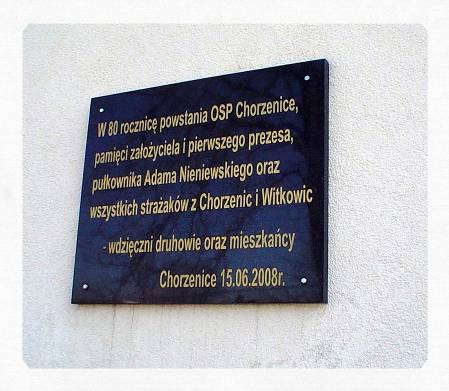 W 80 rocznicę powstania OSP Chorzenice,
pamięci założyciela i pierwszego prezesa,
pułkownika Adama Nieniewskiego oraz
wszystkich strażaków z Chorzenic i Witkowic
- wdzięczni druhowie oraz mieszkańcy
Chorzenice 15.06.2008r.